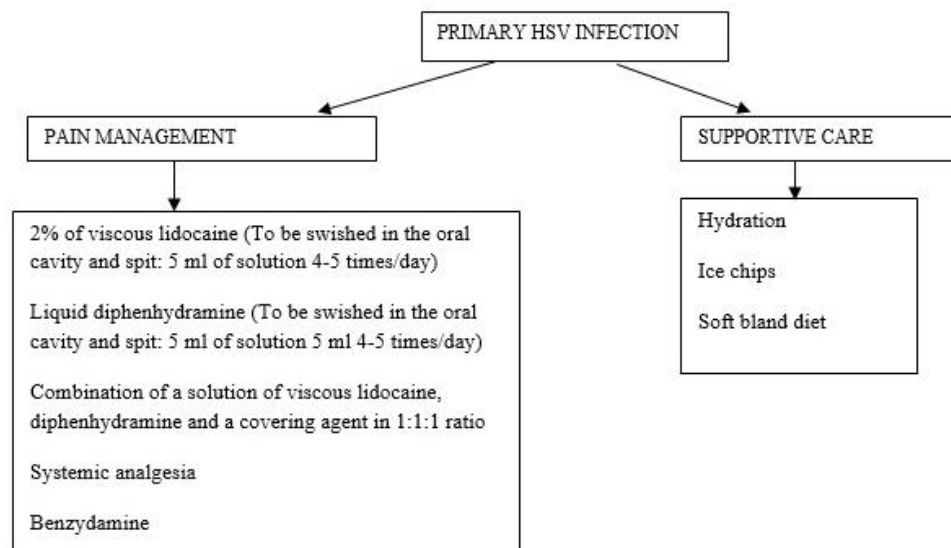 PRIMARY HSV INFECTION
PAIN MANAGEMENT
SUPPORTIVE CARE
2% of viscous lidocaine (To be swished in the oral
cavity and spit: 5 ml of solution 4-5 times/day)
Liquid diphenhydramine (To be swished in the oral
cavity and spit: 5 ml of solution 5 ml 4-5 times/day)
Combination of a solution of viscous lidocaine,
diphenhydramine and a covering agent in 1:1:1 ratio
Systemic analgesia
Benzydamine
Hydration
Ice chips
Soft bland diet